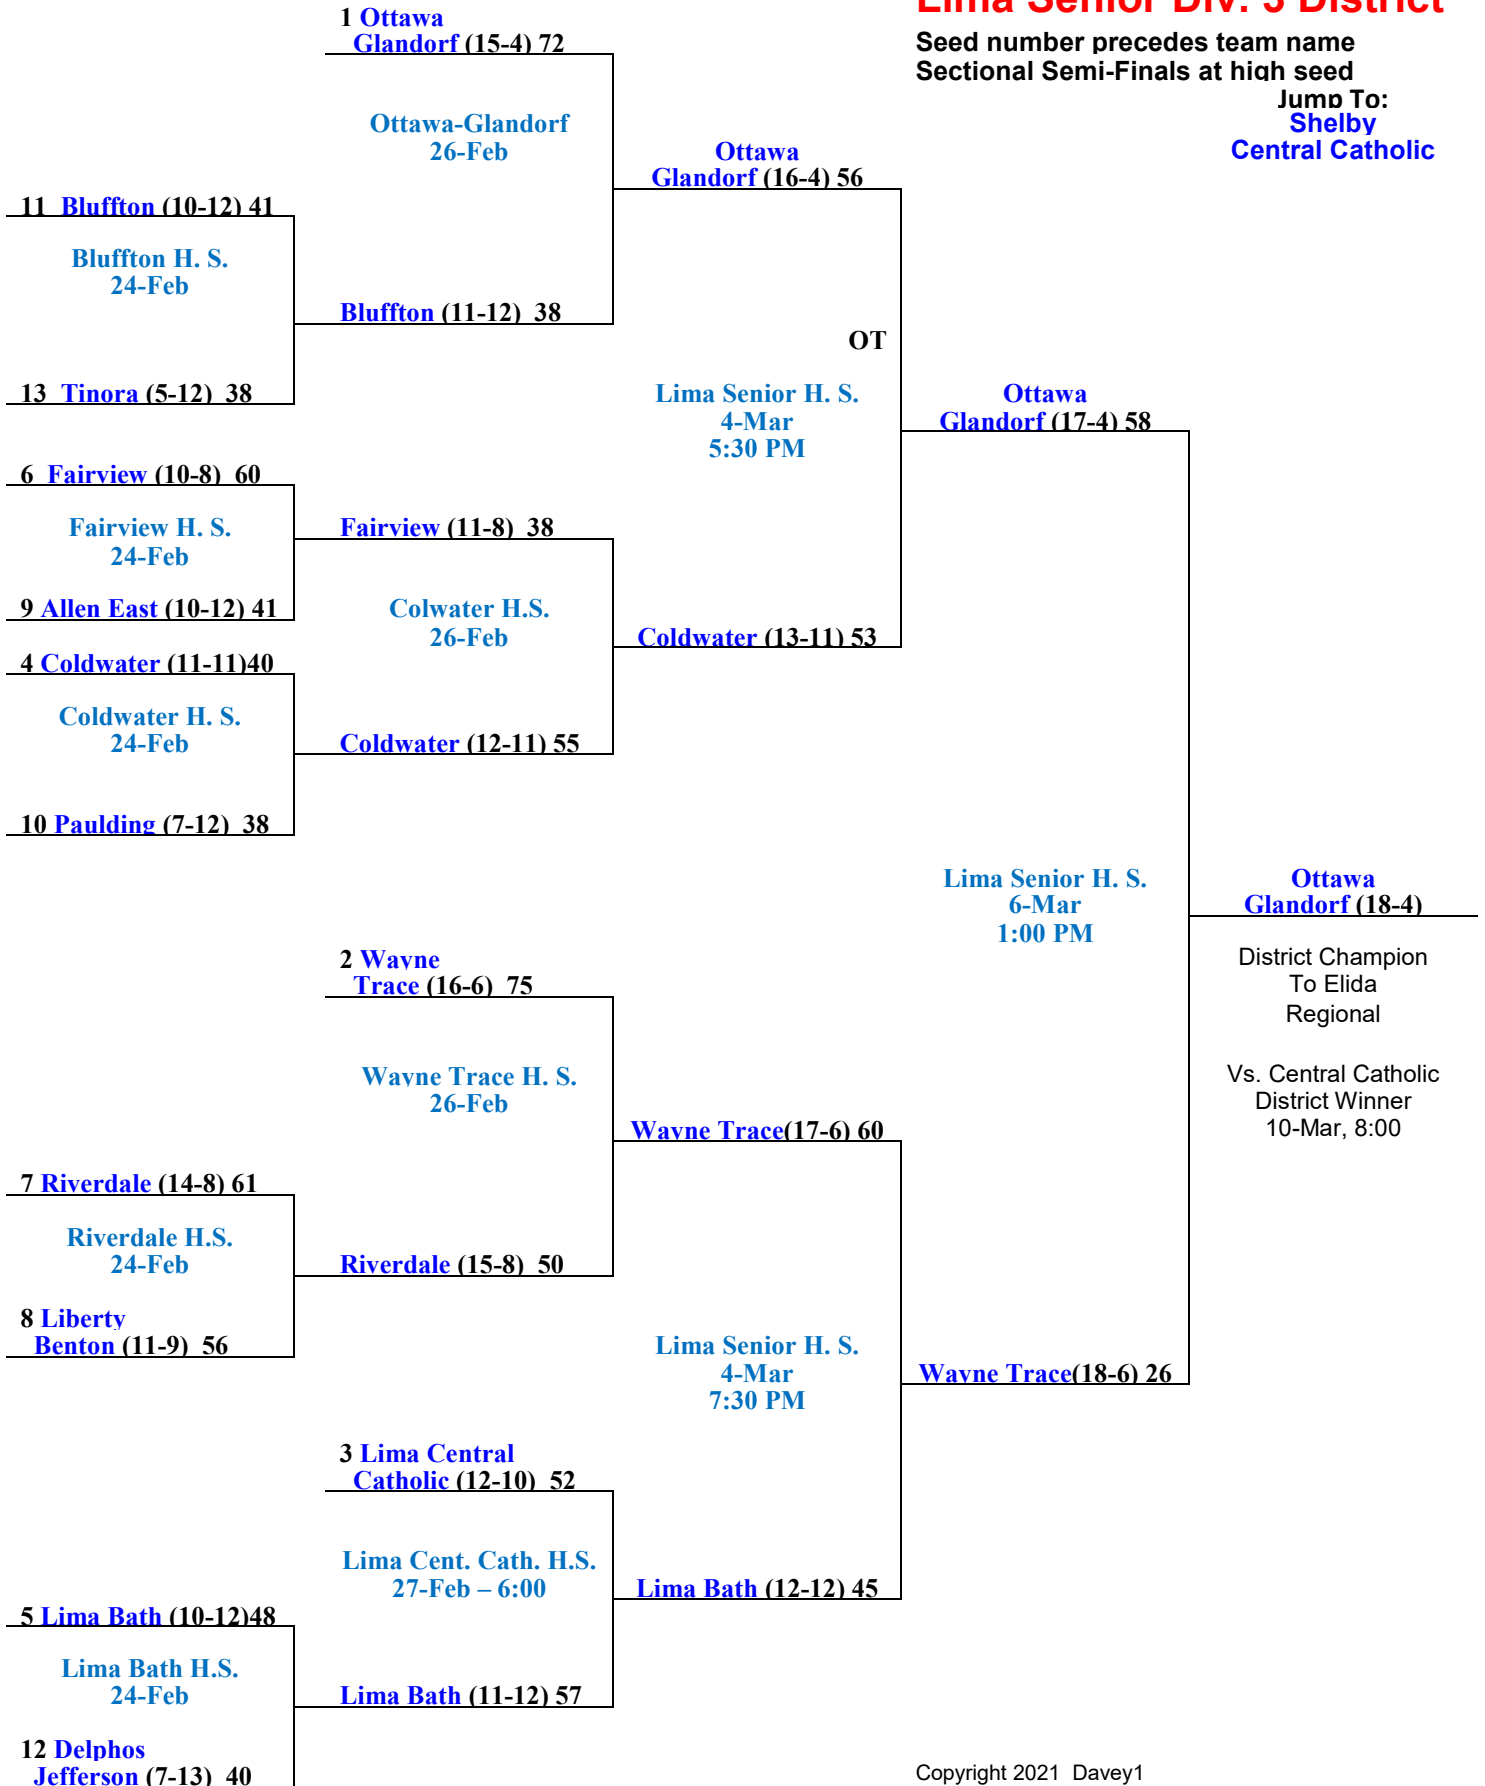 Lima Senior Div. 3 District
Seed number precedes team name
Sectional Semi-Finals at high seed
Jump To:
Shelby
Central Catholic
1 Ottawa
Glandorf (15-4) 72
Ottawa-Glandorf
26-Feb
Ottawa
Glandorf (16-4) 56
11 Bluffton (10-12) 41
Bluffton H. S.
24-Feb
Bluffton (11-12) 38
OT
13 Tinora (5-12) 38
Lima Senior H. S.
4-Mar
5:30 PM
Ottawa
Glandorf (17-4) 58
6 Fairview (10-8) 60
Fairview H. S.
24-Feb
Fairview (11-8) 38
9 Allen East (10-12) 41
Colwater H.S.
26-Feb
Coldwater (13-11) 53
4 Coldwater (11-11)40
Coldwater H. S.
24-Feb
Coldwater (12-11) 55
10 Paulding (7-12) 38
Lima Senior H. S.
6-Mar
1:00 PM
Ottawa
Glandorf (18-4)
District Champion
To Elida
Regional
Vs. Central Catholic
District Winner
10-Mar, 8:00
2 Wayne
Trace (16-6) 75
Wayne Trace H. S.
26-Feb
Wayne Trace(17-6) 60
7 Riverdale (14-8) 61
Riverdale H.S.
24-Feb
Riverdale (15-8) 50
8 Liberty
Benton (11-9) 56
Lima Senior H. S.
4-Mar
7:30 PM
Wayne Trace(18-6) 26
3 Lima Central
Catholic (12-10) 52
Lima Cent. Cath. H.S.
27-Feb – 6:00
Lima Bath (12-12) 45
5 Lima Bath (10-12)48
Lima Bath H.S.
24-Feb
Lima Bath (11-12) 57
12 Delphos
Jefferson (7-13) 40
Copyright 2021 Davey1